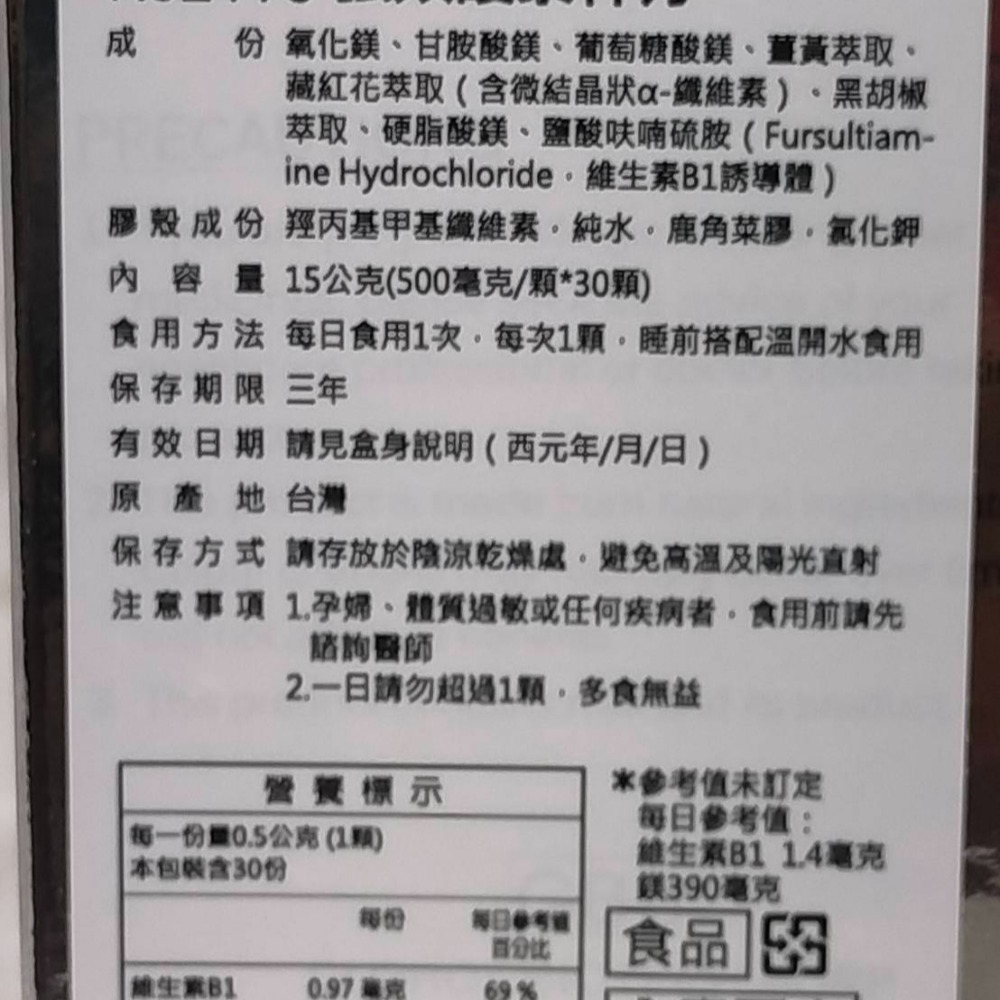 成份 氧化鎂、甘胺酸鎂、葡萄糖酸鎂、薑黃萃取、
藏紅花萃取（含微結晶狀α-纖維素）、黑胡椒
萃取、硬脂酸鎂、鹽酸呋喃硫胺（Fursultiam-
ine Hydrochloride，維生素B1誘導體）
膠殼成份 羥丙基甲基纖維素，純水，鹿角菜膠，氯化鉀
內容量 15公克(500毫克/顆*30顆)
食用方法 每日食用1次，每次1顆，睡前搭配溫開水食用
保存期限 三年
有效日期 請見盒身說明（西元年/月/日）
原產地 台灣
保存方式 請存放於陰涼乾燥處，避免高溫及陽光直射
注意事項 1.孕婦、體質過敏或任何疾病者，食用前請先
諮詢醫師
2.一日請勿超過1顆，多食無益
營養標示
每一份量0.5公克 (1顆)
本包裝含30份
每份 每日參考值
百分比
維生素B1 0.97 毫克 69 %
*參考值未訂定
每日參考值：
維生素B1 1.4毫克
鎂390毫克
食品